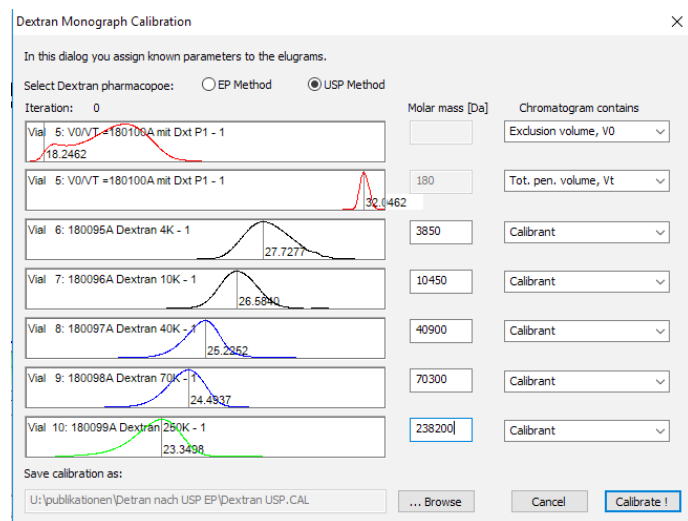 Dextran Monograph Calibration
In this dialog you assign known parameters to the elugrams.
Select Dextran pharmacopoe: EP Method USP Method
Iteration: 0 Molar mass [Da] Chromatogram contains
Vial 5: V0/VT =180100A mit Dxt P1 - 1 Exclusion volume, V0
18.2462
Vial 5: V0/VT =180100A mit Dxt P1 - 1 180 Tot. pen. volume, Vt
32.0462
Vial 6: 180095A Dextran 4K - 1 3850 Calibrant
27.7277
Vial 7: 180096A Dextran 10K - 1 10450 Calibrant
26.5840
Vial 8: 180097A Dextran 40K - 1 40900 Calibrant
25.2252
Vial 9: 180098A Dextran 70K - 1 70300 Calibrant
24.4937
Vial 10: 180099A Dextran 250K - 1 238200 Calibrant
23.3498
Save calibration as:
U:\publikationen\Detran nach USP EP\Dextran USP.CAL ... Browse Cancel Calibrate !